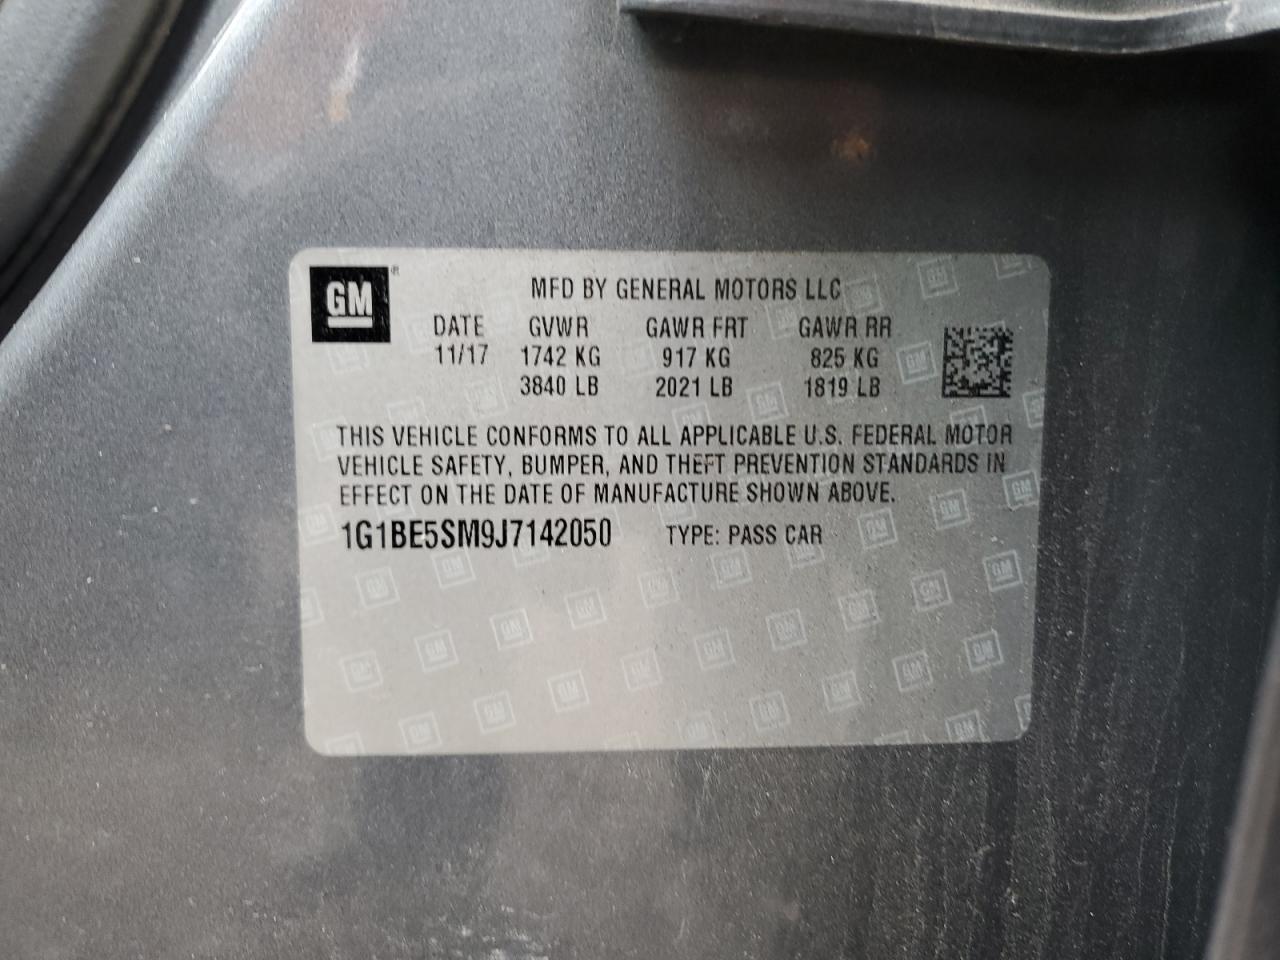 GM®
MFD BY GENERAL MOTORS LLC
DATE GVWR GAWR FRT GAWR RR
11/17 1742 KG 917 KG 825 KG
3840 LB 2021 LB 1819 LB
THIS VEHICLE CONFORMS TO ALL APPLICABLE U.S. FEDERAL MOTOR
VEHICLE SAFETY, BUMPER, AND THEFT PREVENTION STANDARDS IN
EFFECT ON THE DATE OF MANUFACTURE SHOWN ABOVE.
1G1BE5SM9J7142050 TYPE: PASS CAR